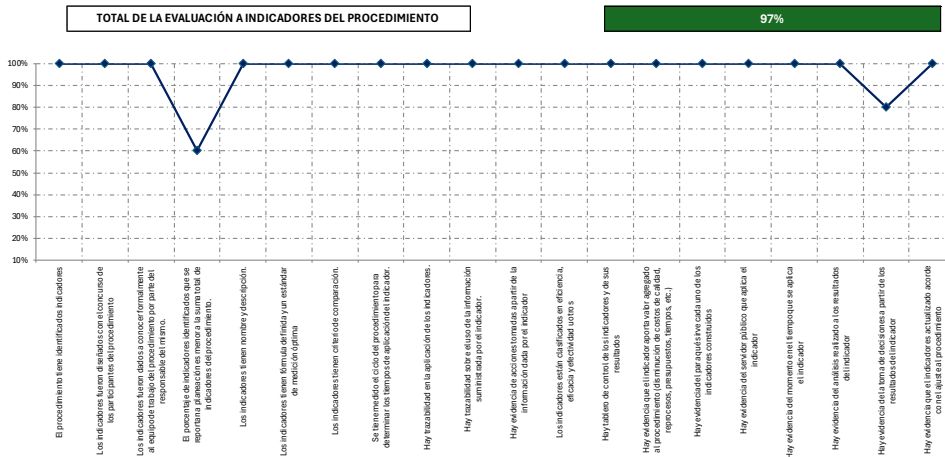 TOTAL DE LA EVALUACIÓN A INDICADORES DEL PROCEDIMIENTO
97%
100%
90%
80%
70%
60%
50%
40%
30%
20%
10%
El procedimiento tiene identificados indicadores
Los indicadores fueron diseñados con el concurso de
los participantes del procedimiento
Los indicadores fueron dados a conocer formalmente
al equipo de trabajo del procedimiento por parte del
responsable del mismo.
El porcentaje de indicadores identificados que se
reportan a planeación es menor a la suma total de
indicadores del procedimiento.
Los indicadores tienen nombre y descripción.
Los indicadores tienen fórmula definida y un estándar
de medición óptima
Los indicadores tienen criterio de comparación.
Se tiene medido el ciclo del procedimiento para
determinar los tiempos de aplicación del indicador.
Hay trazabilidad en la aplicación de los indicadores.
Hay trazabilidad sobre el uso de la información
suministrada por el indicador.
Hay evidencia de acciones tomadas a partir de la
información dada por el indicador
Los indicadores están clasificados en eficiencia,
eficacia y efectividad u otros
Hay tablero de control de los indicadores y de sus
resultados
Hay evidencia que el indicador aporta valor agregado
al procedimiento (disminución de costos de calidad,
reprocesos, presupuestos, tiempos, etc.)
Hay evidencia del para qué sirve cada uno de los
indicadores construidos
Hay evidencia del servidor público que aplica el
indicador
Hay evidencia del momento en el tiempo que se aplica
el indicador
Hay evidencia del análisis realizado a los resultados
del indicador
Hay evidencia de la toma de decisiones a partir de los
resultados del indicador
Hay evidencia que el indicador es actualizado acorde
con el ajuste al procedimiento